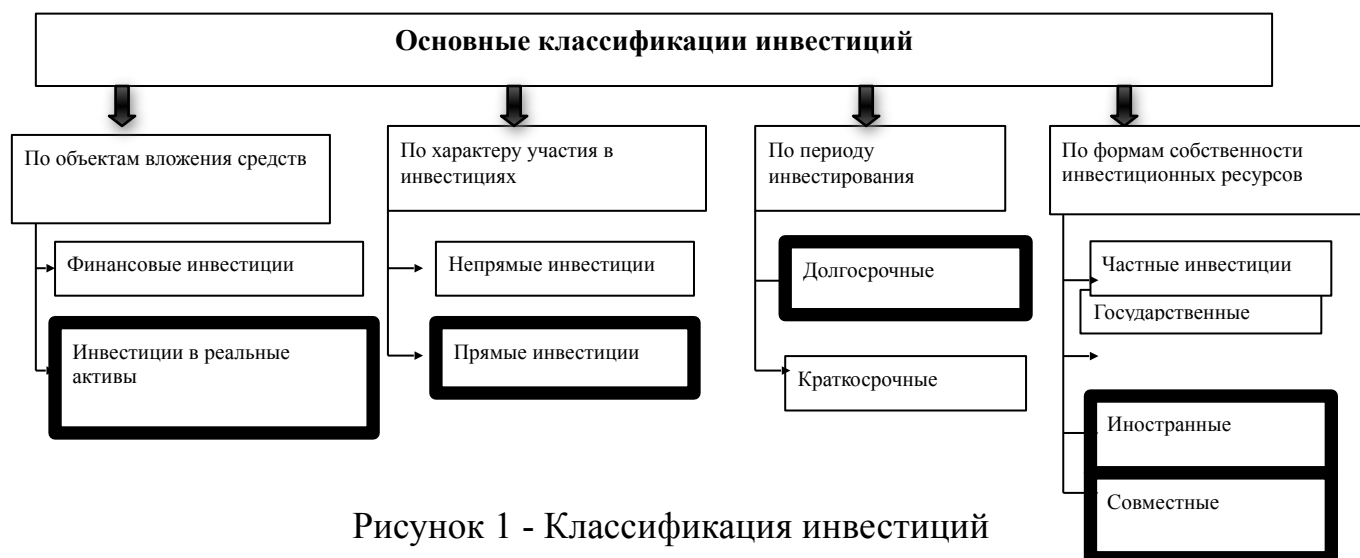 Основные классификации инвестиций
По объектам вложения средств
Финансовые инвестиции
Инвестиции в реальные
активы
По характеру участия в
инвестициях
Непрямые инвестиции
Прямые инвестиции
По периоду
инвестирования
Долгосрочные
Краткосрочные
По формам собственности
инвестиционных ресурсов
Частные инвестиции
Государственные
Иностранные
Совместные
Рисунок 1 - Классификация инвестиций